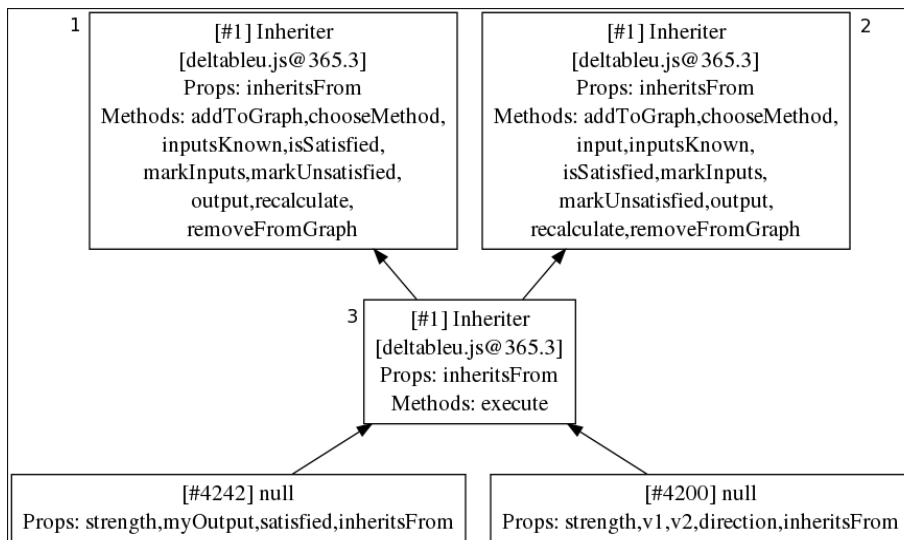 1
[#1] Inheriter
[deltableu.js@365.3]
Props: inheritsFrom
Methods: addToGraph,chooseMethod,
inputsKnown,isSatisfied,
markInputs,markUnsatisfied,
output,recalculate,
removeFromGraph
2
[#1] Inheriter
[deltableu.js@365.3]
Props: inheritsFrom
Methods: addToGraph,chooseMethod,
input,inputsKnown,
isSatisfied,markInputs,
markUnsatisfied,output,
recalculate,removeFromGraph
3
[#1] Inheriter
[deltableu.js@365.3]
Props: inheritsFrom
Methods: execute
[#4242] null
Props: strength,myOutput,satisfied,inheritsFrom
[#4200] null
Props: strength,v1,v2,direction,inheritsFrom